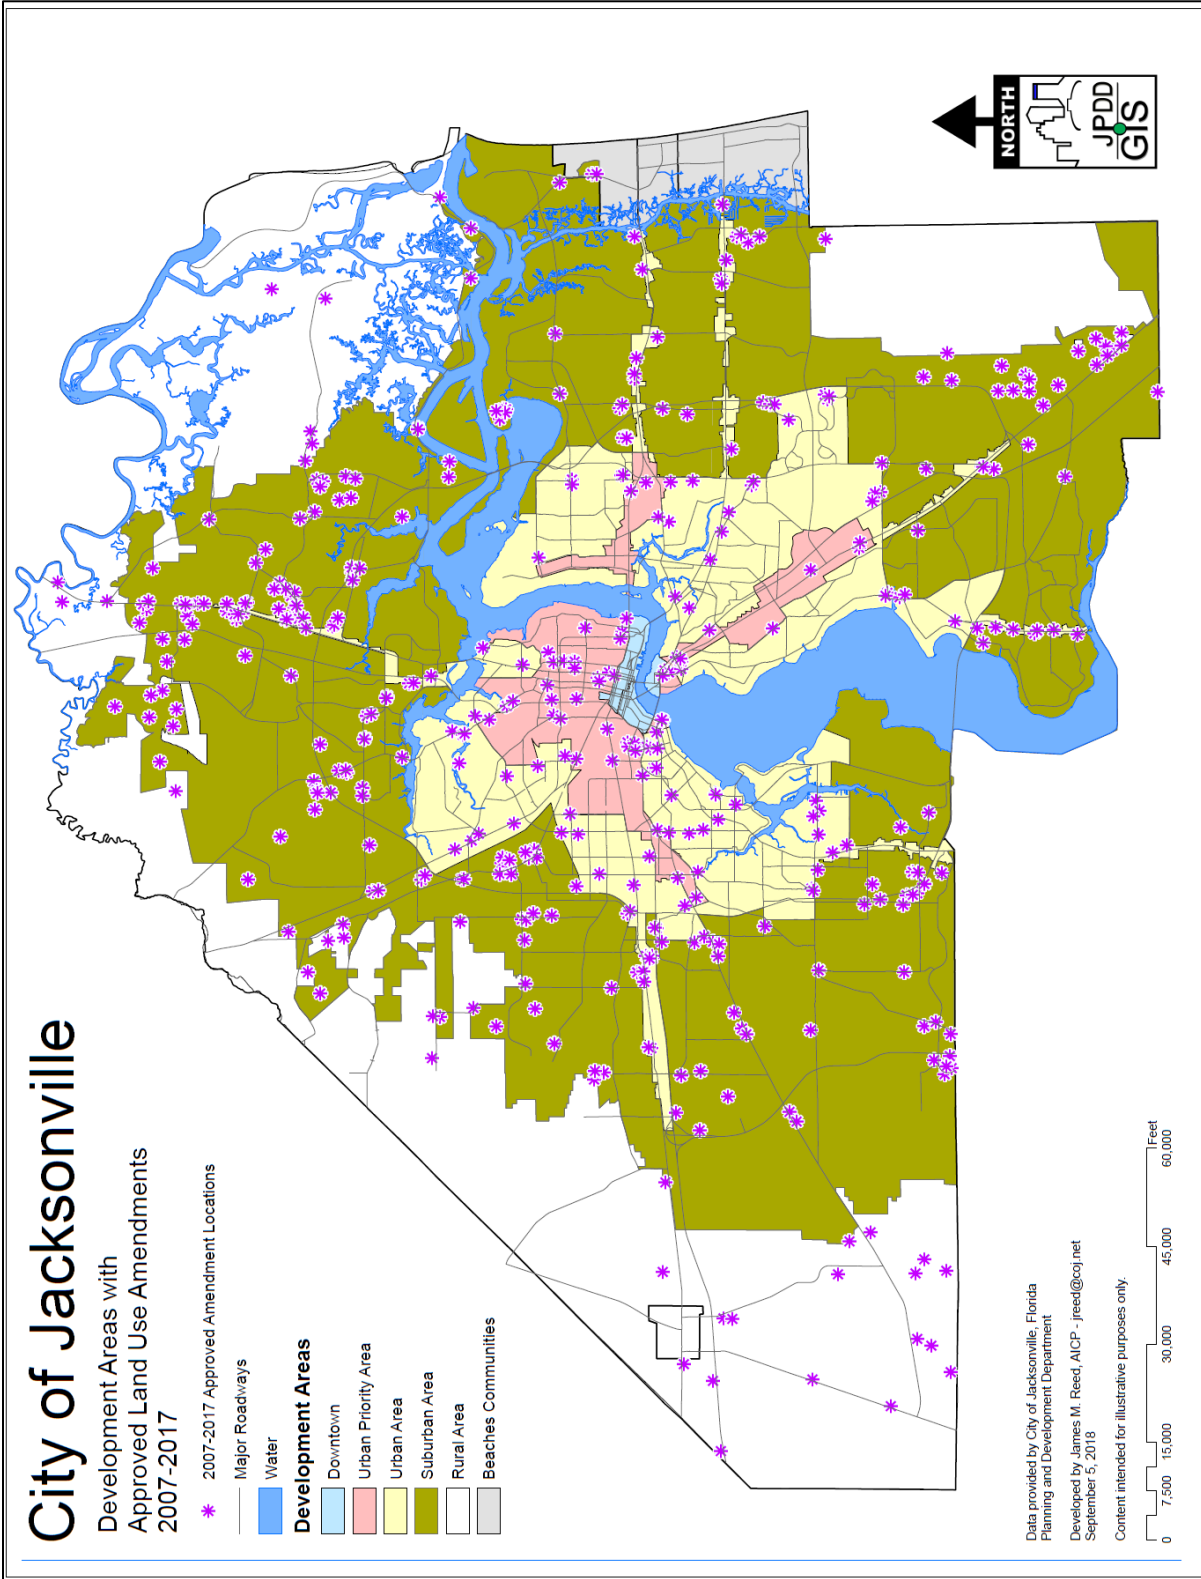 City of Jacksonville
Development Areas with
Approved Land Use Amendments
2007-2017
2007-2017 Approved Amendment Locations
Major Roadways
Water
Development Areas
Downtown
Urban Priority Area
Urban Area
Suburban Area
Rural Area
Beaches Communities
Data provided by City of Jacksonville, Florida
Planning and Development Department
Developed by James M. Reed, AICP - jreed@coj.net
September 5, 2018
Content intended for illustrative purposes only.
0 7,500 15,000 30,000 45,000 60,000
Feet
NORTH
JPDD
GIS